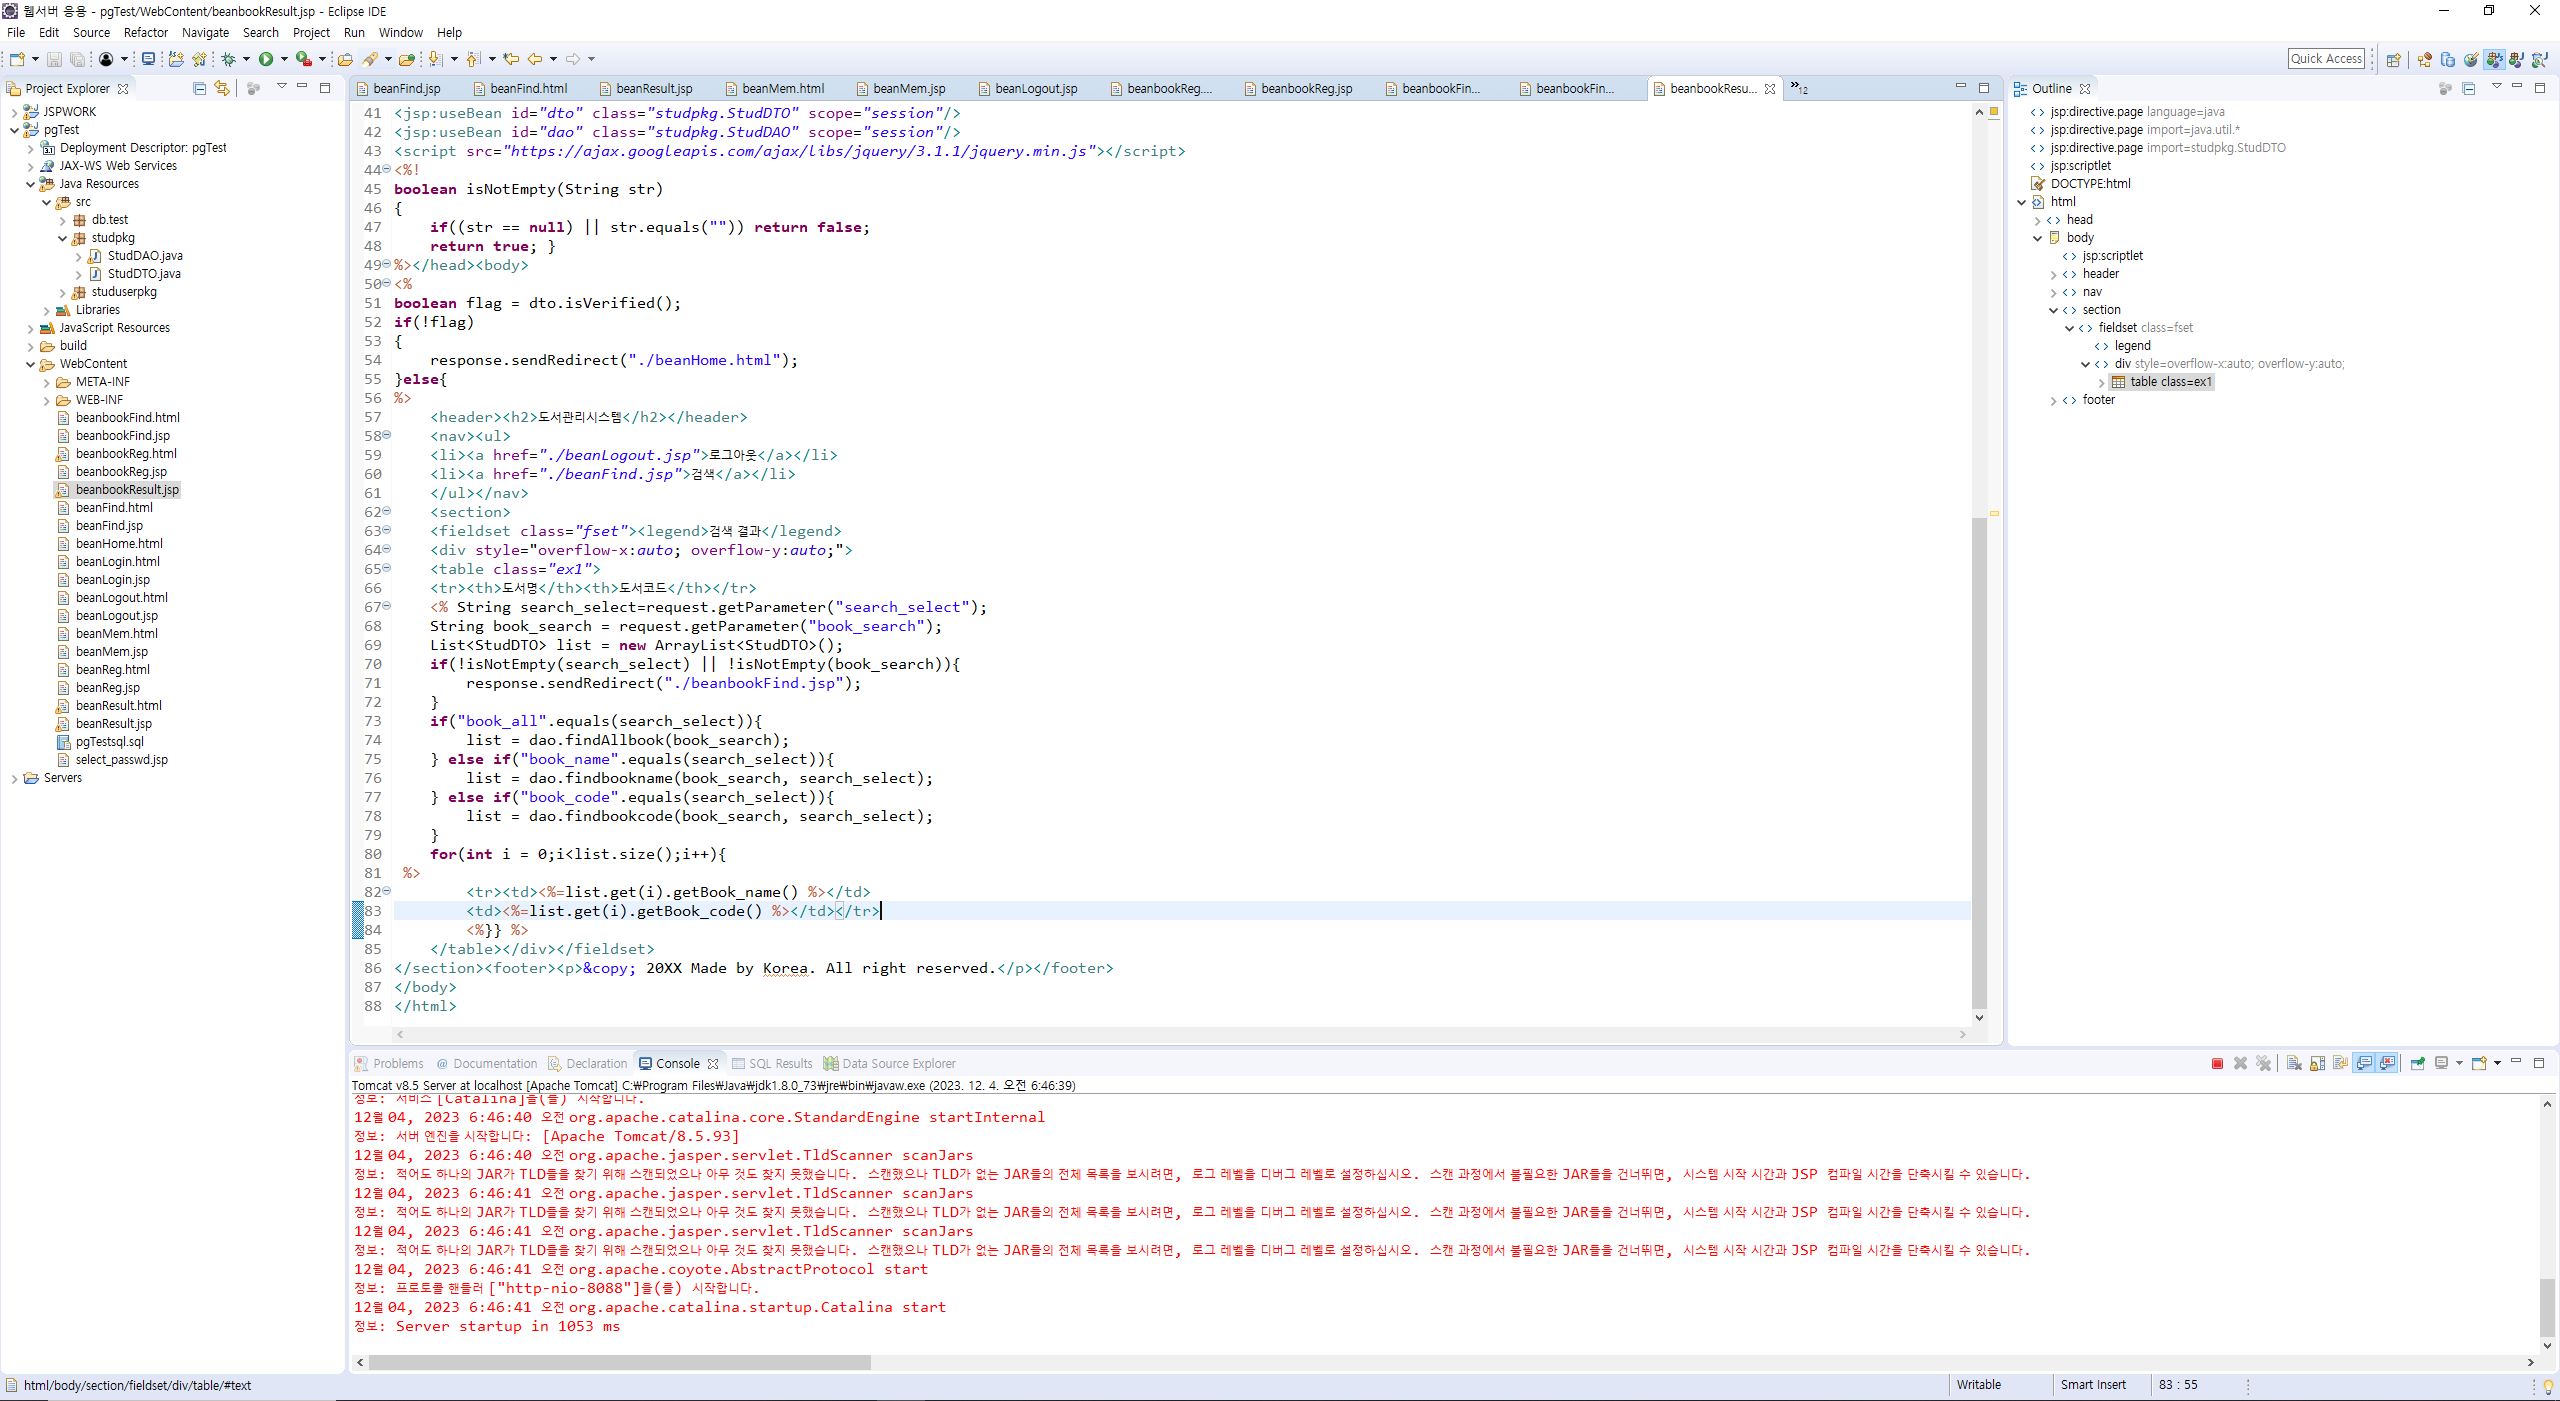 웹서버 응용 - pgTest/WebContent/beanbookResult.jsp - Eclipse IDE
File Edit Source Refactor Navigate Search Project Run Window Help
Quick Access
Project Explorer
JSPWORK
pgTest
Deployment Descriptor: pgTest
JAX-WS Web Services
Java Resources
src
db.test
studpkg
StudDAO.java
StudDTO.java
studuserpkg
Libraries
JavaScript Resources
build
WebContent
META-INF
WEB-INF
beanbookFind.html
beanbookFind.jsp
beanbookReg.html
beanbookReg.jsp
beanbookResult.jsp
beanFind.html
beanFind.jsp
beanHome.html
beanLogin.html
beanLogin.jsp
beanLogout.html
beanLogout.jsp
beanMem.html
beanMem.jsp
beanReg.html
beanReg.jsp
beanResult.html
beanResult.jsp
pgTestsql.sql
select_passwd.jsp
Servers
beanFind.jsp beanFind.html beanResult.jsp beanMem.html beanMem.jsp beanLogout.jsp beanbookReg.... beanbookReg.jsp beanbookFin... beanbookFin... beanbookResu... »12
41 <jsp:useBean id="dto" class="studpkg.StudDTO" scope="session"/>
42 <jsp:useBean id="dao" class="studpkg.StudDAO" scope="session"/>
43 <script src="https://ajax.googleapis.com/ajax/libs/jquery/3.1.1/jquery.min.js"></script>
44 <%!
45 boolean isNotEmpty(String str)
46 {
47     if((str == null) || str.equals("")) return false;
48     return true; }
49 %></head><body>
50 <%
51 boolean flag = dto.isVerified();
52 if(!flag)
53 {
54     response.sendRedirect("./beanHome.html");
55 }else{
56 %>
57     <header><h2>도서관리시스템</h2></header>
58     <nav><ul>
59     <li><a href="./beanLogout.jsp">로그아웃</a></li>
60     <li><a href="./beanFind.jsp">검색</a></li>
61     </ul></nav>
62     <section>
63     <fieldset class="fset"><legend>검색 결과</legend>
64     <div style="overflow-x:auto; overflow-y:auto;">
65     <table class="ex1">
66     <tr><th>도서명</th><th>도서코드</th></tr>
67     <% String search_select=request.getParameter("search_select");
68     String book_search = request.getParameter("book_search");
69     List<StudDTO> list = new ArrayList<StudDTO>();
70     if(!isNotEmpty(search_select) || !isNotEmpty(book_search)){
71         response.sendRedirect("./beanbookFind.jsp");
72     }
73     if("book_all".equals(search_select)){
74         list = dao.findAllbook(book_search);
75     } else if("book_name".equals(search_select)){
76         list = dao.findbookname(book_search, search_select);
77     } else if("book_code".equals(search_select)){
78         list = dao.findbookcode(book_search, search_select);
79     }
80     for(int i = 0;i<list.size();i++){
81  %>
82         <tr><td><%=list.get(i).getBook_name() %></td>
83         <td><%=list.get(i).getBook_code() %></td></tr>
84         <%}} %>
85     </table></div></fieldset>
86 </section><footer><p>&copy; 20XX Made by Korea. All right reserved.</p></footer>
87 </body>
88 </html>
Outline
jsp:directive.page language=java
jsp:directive.page import=java.util.*
jsp:directive.page import=studpkg.StudDTO
jsp:scriptlet
DOCTYPE:html
html
head
body
jsp:scriptlet
header
nav
section
fieldset class=fset
legend
div style=overflow-x:auto; overflow-y:auto;
table class=ex1
footer
Problems @ Documentation Declaration Console SQL Results Data Source Explorer
Tomcat v8.5 Server at localhost [Apache Tomcat] C:₩Program Files₩Java₩jdk1.8.0_73₩jre₩bin₩javaw.exe (2023. 12. 4. 오전 6:46:39)
정보: 서비스 [Catalina]을(를) 시작합니다.
12월 04, 2023 6:46:40 오전 org.apache.catalina.core.StandardEngine startInternal
정보: 서버 엔진을 시작합니다: [Apache Tomcat/8.5.93]
12월 04, 2023 6:46:40 오전 org.apache.jasper.servlet.TldScanner scanJars
정보: 적어도 하나의 JAR가 TLD들을 찾기 위해 스캔되었으나 아무 것도 찾지 못했습니다. 스캔했으나 TLD가 없는 JAR들의 전체 목록을 보시려면, 로그 레벨을 디버그 레벨로 설정하십시오. 스캔 과정에서 불필요한 JAR들을 건너뛰면, 시스템 시작 시간과 JSP 컴파일 시간을 단축시킬 수 있습니다.
12월 04, 2023 6:46:41 오전 org.apache.jasper.servlet.TldScanner scanJars
정보: 적어도 하나의 JAR가 TLD들을 찾기 위해 스캔되었으나 아무 것도 찾지 못했습니다. 스캔했으나 TLD가 없는 JAR들의 전체 목록을 보시려면, 로그 레벨을 디버그 레벨로 설정하십시오. 스캔 과정에서 불필요한 JAR들을 건너뛰면, 시스템 시작 시간과 JSP 컴파일 시간을 단축시킬 수 있습니다.
12월 04, 2023 6:46:41 오전 org.apache.jasper.servlet.TldScanner scanJars
정보: 적어도 하나의 JAR가 TLD들을 찾기 위해 스캔되었으나 아무 것도 찾지 못했습니다. 스캔했으나 TLD가 없는 JAR들의 전체 목록을 보시려면, 로그 레벨을 디버그 레벨로 설정하십시오. 스캔 과정에서 불필요한 JAR들을 건너뛰면, 시스템 시작 시간과 JSP 컴파일 시간을 단축시킬 수 있습니다.
12월 04, 2023 6:46:41 오전 org.apache.coyote.AbstractProtocol start
정보: 프로토콜 핸들러 ["http-nio-8088"]을(를) 시작합니다.
12월 04, 2023 6:46:41 오전 org.apache.catalina.startup.Catalina start
정보: Server startup in 1053 ms
html/body/section/fieldset/div/table/#text Writable Smart Insert 83 : 55